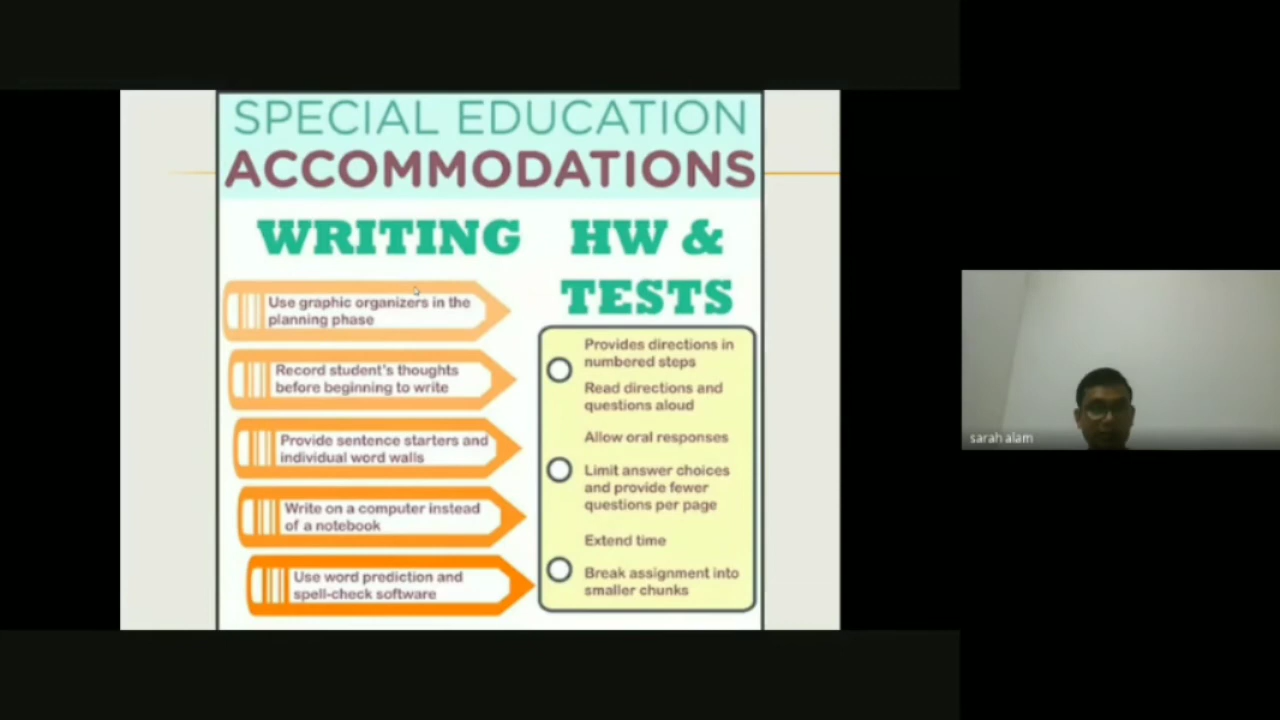 SPECIAL EDUCATION
ACCOMMODATIONS
WRITING
Use graphic organizers in the
planning phase
Record student's thoughts
before beginning to write
Provide sentence starters and
individual word walls
Write on a computer instead
of a notebook
Use word prediction and
spell-check software
HW &
TESTS
Provides directions in
numbered steps
Read directions and
questions aloud
Allow oral responses
Limit answer choices
and provide fewer
questions per page
Extend time
Break assignment into
smaller chunks
sarah alam